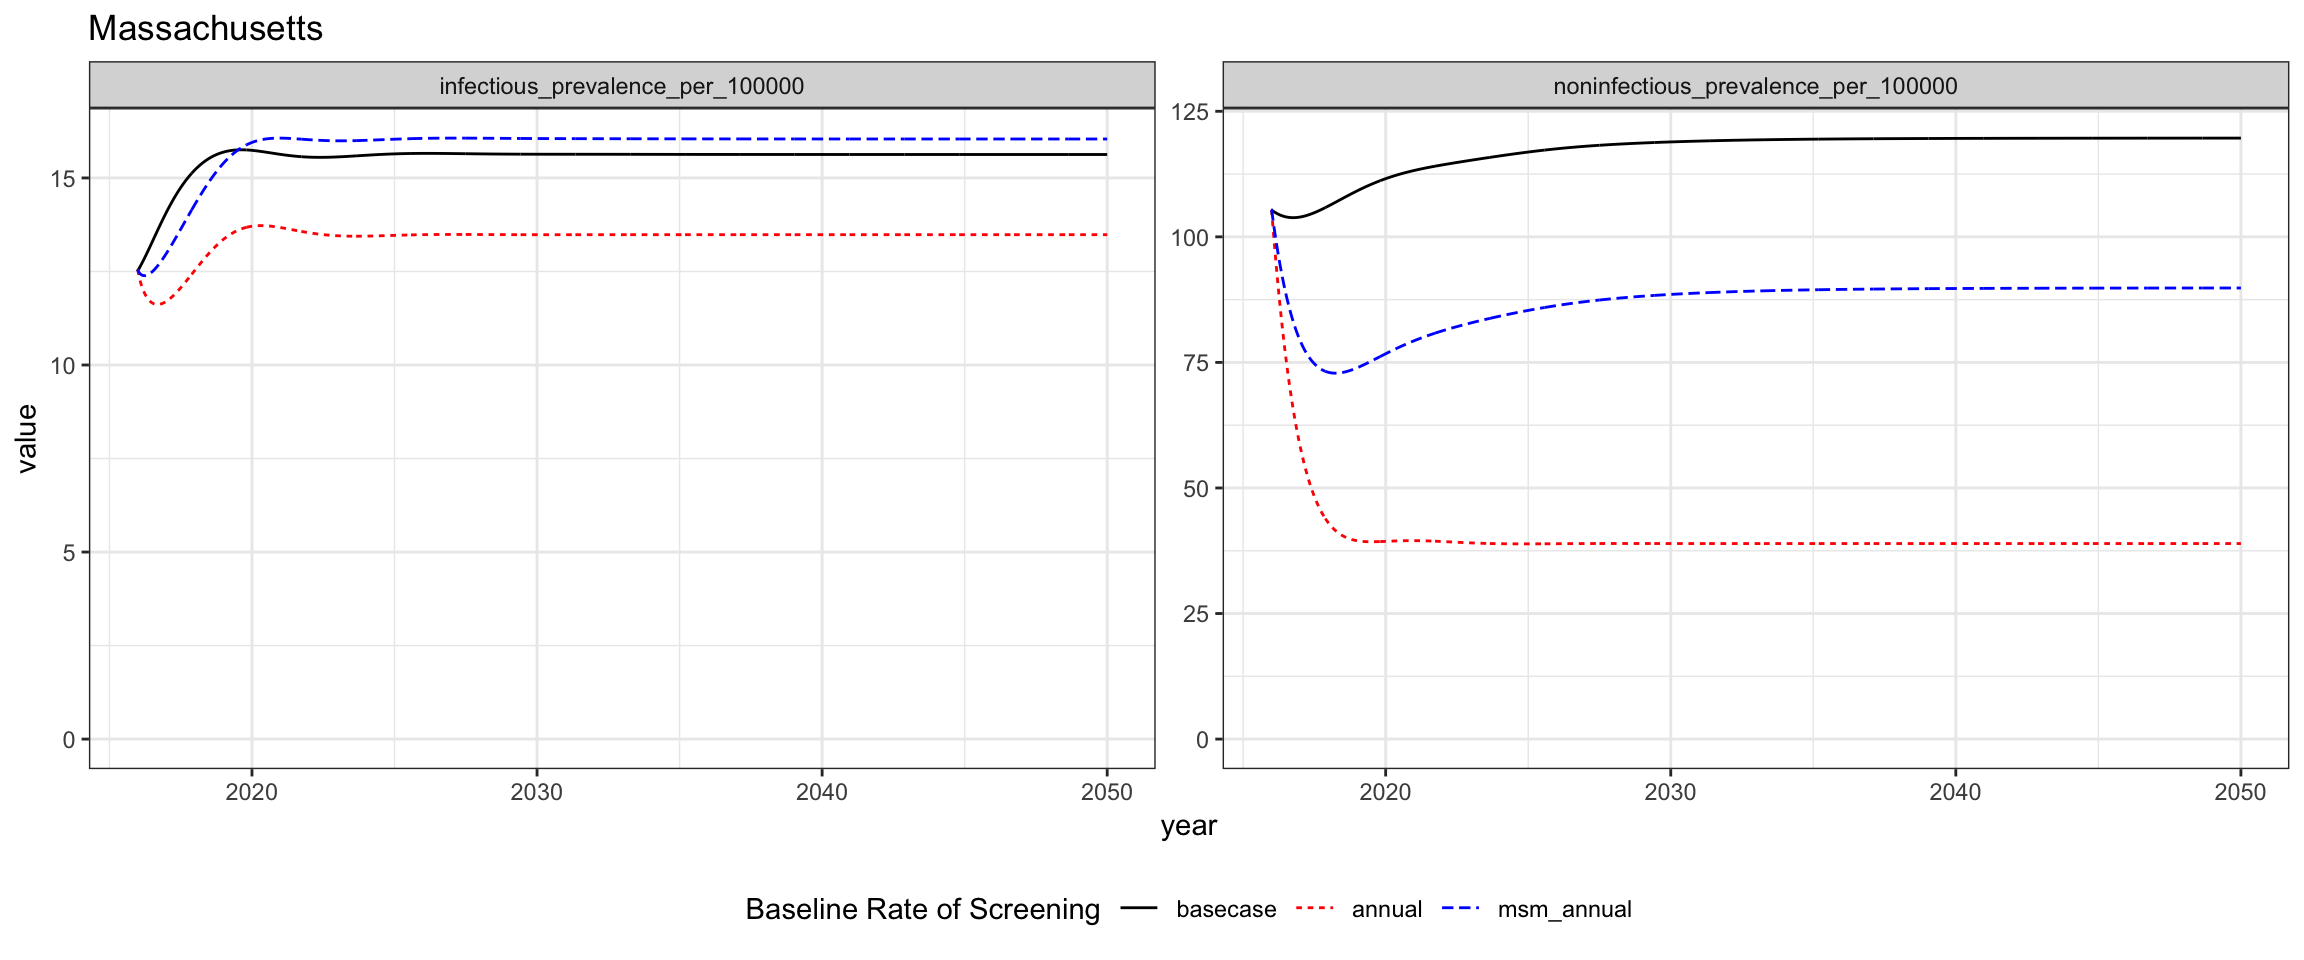 Massachusetts
infectious_prevalence_per_100000
noninfectious_prevalence_per_100000
15
10
5
0
125
100
75
50
25
0
value
2020 2030 2040 2050
2020 2030 2040 2050
year
Baseline Rate of Screening basecase annual msm_annual